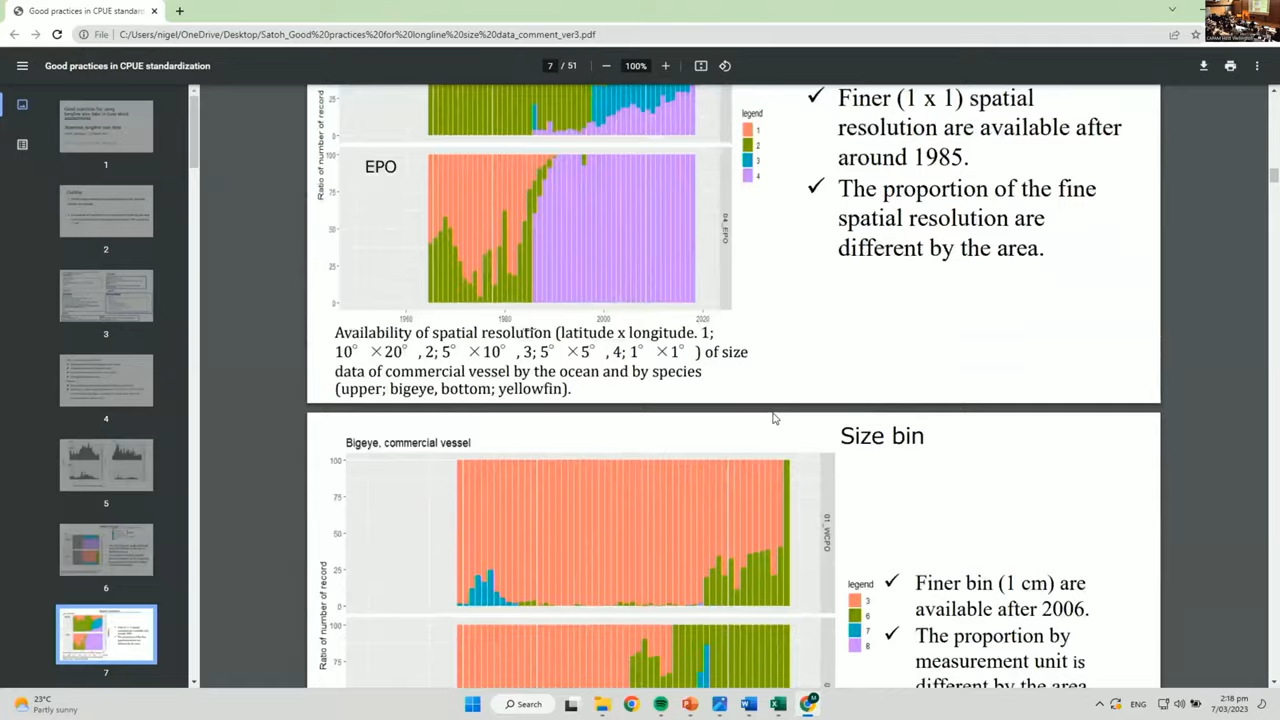 Good practices in CPUE standardiz
File
C:/Users/nigel/OneDrive/Desktop/Satoh_Good%20practices%20for%20longline%20size%20data_comment_ver3.pdf
Good practices in CPUE standardization
7 / 51
100%
1
2
3
4
5
6
7
Ratio of number of record
25
0
100
75
50
25
0
EPO
04_EPO
1960
1980
2000
2020
legend
1
2
3
4
✓ Finer (1 x 1) spatial
resolution are available after
around 1985.
✓ The proportion of the fine
spatial resolution are
different by the area.
Availability of spatial resolution (latitude x longitude. 1;
10° ×20° , 2; 5° ×10° , 3; 5° ×5° , 4; 1° ×1° ) of size
data of commercial vessel by the ocean and by species
(upper; bigeye, bottom; yellowfin).
Bigeye, commercial vessel
Size bin
100
75
50
25
0
100
75
Ratio of number of record
01_WCPO
legend
3
6
7
8
✓ Finer bin (1 cm) are
available after 2006.
✓ The proportion by
measurement unit is
different by the area
23°C
Partly sunny
Search
ENG
2:18 pm
7/03/2023